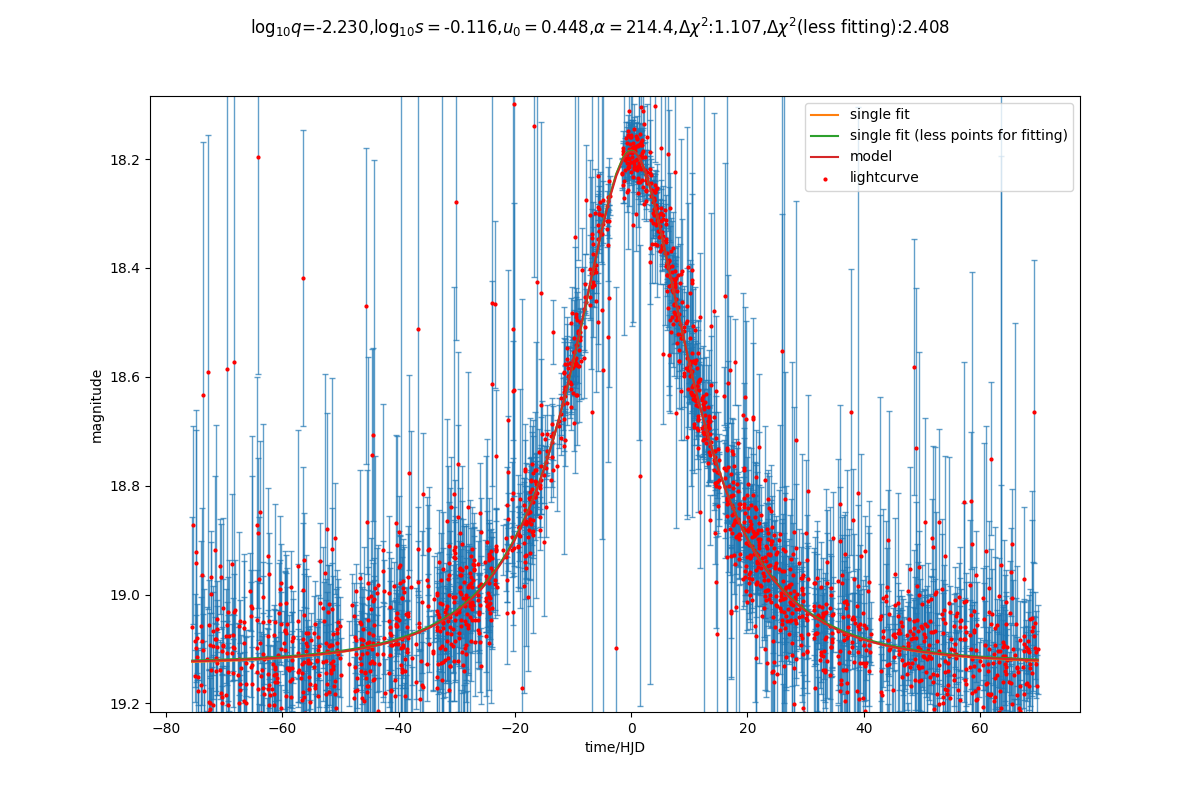 log₁₀q=-2.230,log₁₀s = -0.116,u₀ = 0.448,α = 214.4,Δχ²:1.107,Δχ²(less fitting):2.408
single fit
single fit (less points for fitting)
model
lightcurve
18.2
18.4
18.6
18.8
19.0
19.2
magnitude
−80
−60
−40
−20
0
20
40
60
time/HJD